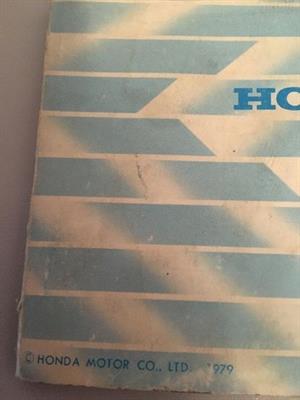 HO
© HONDA MOTOR CO., LTD. 1979